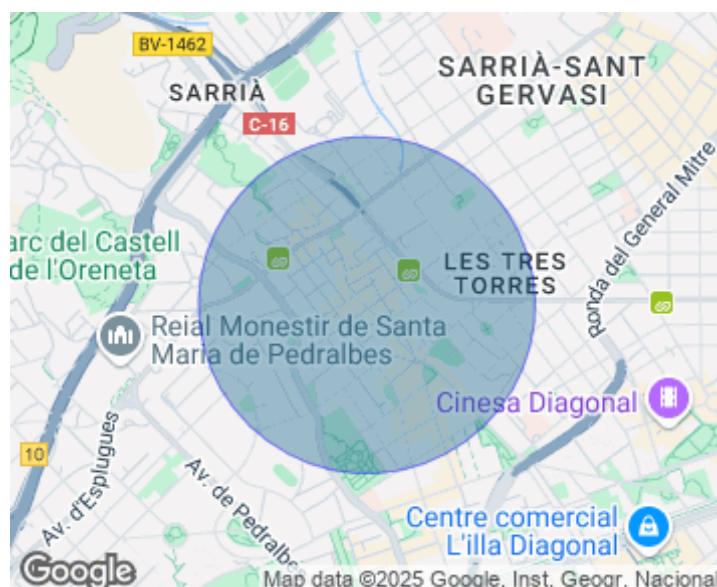 BV-1462
SARRIÀ
C-16
SARRIÀ-SANT
GERVASI
Ronda del General Mitre
arc del Castell
de l'Oreneta
LES TRES
TORRES
Reial Monestir de Santa
Maria de Pedralbes
Cinesa Diagonal
10
Av. d'Esplugues
Av. de Pedralbes
Centre comercial
L'illa Diagonal
Google
Map data ©2025 Google, Inst. Geogr. Nacional